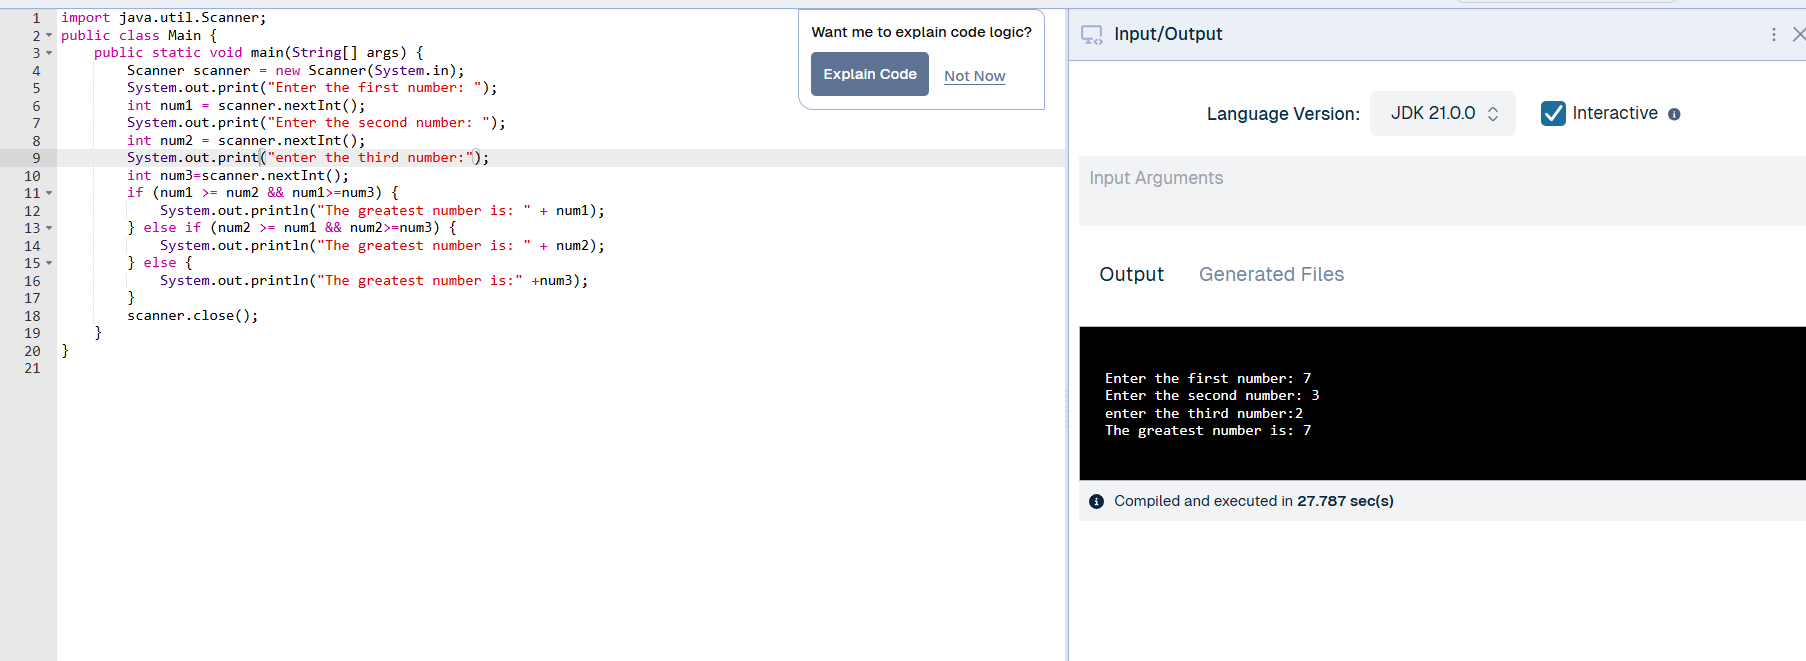 1 import java.util.Scanner;
2 public class Main {
3     public static void main(String[] args) {
4         Scanner scanner = new Scanner(System.in);
5         System.out.print("Enter the first number: ");
6         int num1 = scanner.nextInt();
7         System.out.print("Enter the second number: ");
8         int num2 = scanner.nextInt();
9         System.out.print("enter the third number:");
10         int num3=scanner.nextInt();
11         if (num1 >= num2 && num1>=num3) {
12             System.out.println("The greatest number is: " + num1);
13         } else if (num2 >= num1 && num2>=num3) {
14             System.out.println("The greatest number is: " + num2);
15         } else {
16             System.out.println("The greatest number is:" +num3);
17         }
18         scanner.close();
19     }
20 }
21
Want me to explain code logic?
Explain Code Not Now
Input/Output
Language Version: JDK 21.0.0 Interactive
Input Arguments
Output Generated Files
Enter the first number: 7
Enter the second number: 3
enter the third number:2
The greatest number is: 7
Compiled and executed in 27.787 sec(s)